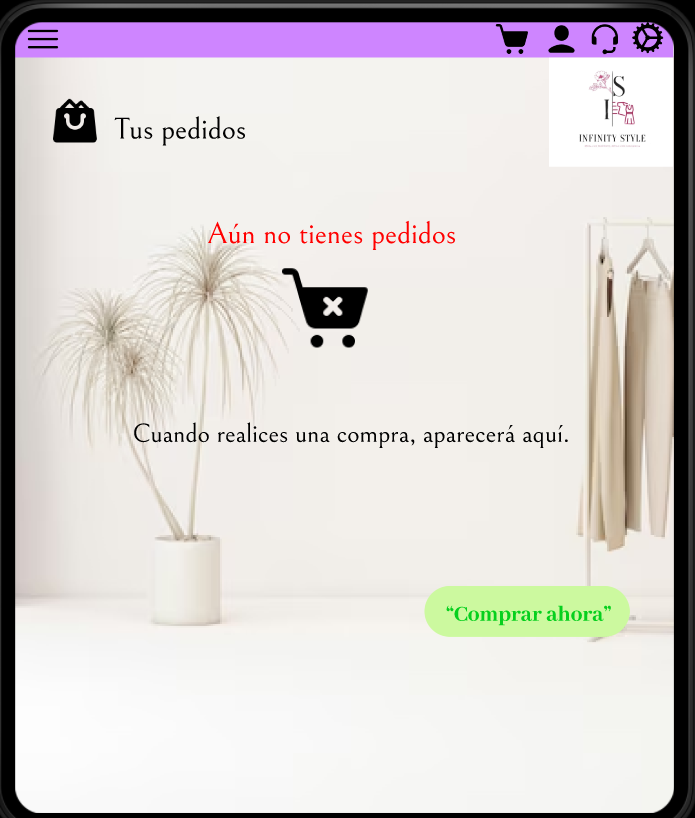 S
I
INFINITY STYLE
Tus pedidos
Aún no tienes pedidos
Cuando realices una compra, aparecerá aquí.
“Comprar ahora”